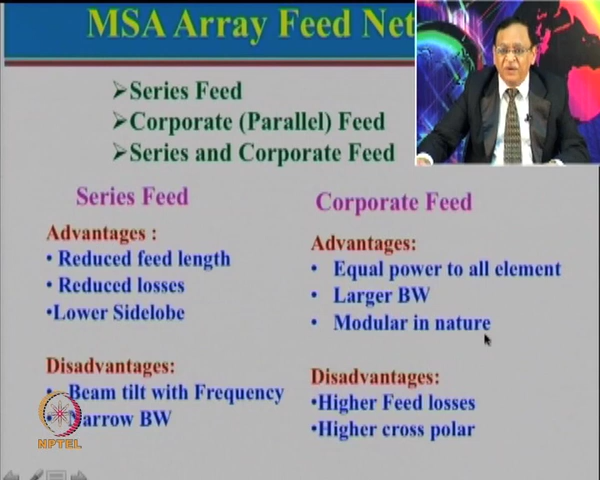 MSA Array Feed Net
➤Series Feed
➤Corporate (Parallel) Feed
➤Series and Corporate Feed
Series Feed
Advantages :
• Reduced feed length
• Reduced losses
•Lower Sidelobe
Disadvantages:
• Beam tilt with Frequency
• Narrow BW
Corporate Feed
Advantages:
• Equal power to all element
• Larger BW
• Modular in nature
Disadvantages:
•Higher Feed losses
•Higher cross polar
NPTEL